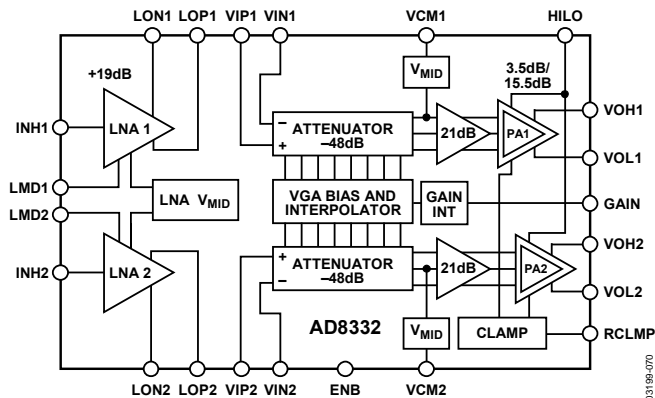 LON1 LOP1 VIP1 VIN1 VCM1 HILO
+19dB
VMID
3.5dB/
15.5dB
INH1
LNA 1
–
+
ATTENUATOR
–48dB
21dB
PA1
VOH1
VOL1
LMD1
LMD2
LNA VMID
VGA BIAS AND
INTERPOLATOR
GAIN
INT
GAIN
INH2
LNA 2
+
–
ATTENUATOR
–48dB
21dB
PA2
VOH2
VOL2
AD8332
VMID
CLAMP
RCLMP
LON2 LOP2 VIP2 VIN2 ENB VCM2
03199-070